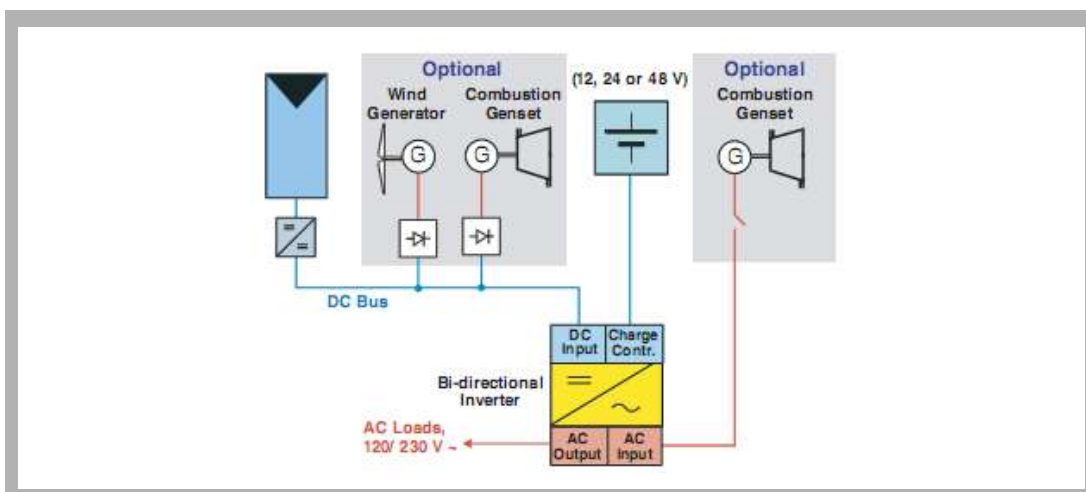 Optional
Wind
Generator
Combustion
Genset
G
G
(12, 24 or 48 V)
Optional
Combustion
Genset
G
DC Bus
DC
Input
Charge
Contr.
Bi-directional
Inverter
AC Loads,
120/ 230 V ~
AC
Output
AC
Input